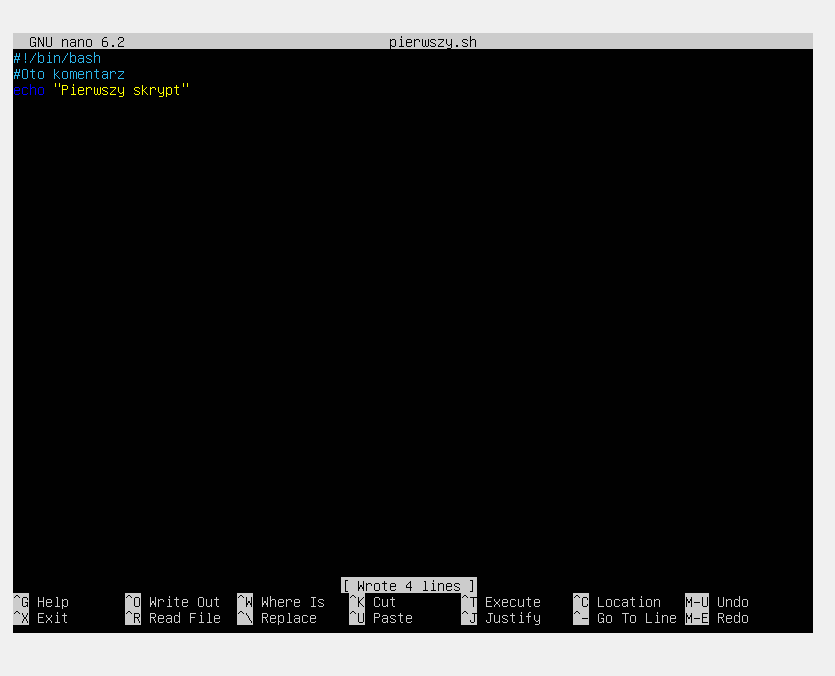 GNU nano 6.2 pierwszy.sh
#!/bin/bash
#Oto komentarz
echo "Pierwszy skrypt"
[ Wrote 4 lines ]
^G Help ^O Write Out ^W Where Is ^K Cut ^T Execute ^C Location M-U Undo
^X Exit ^R Read File ^\ Replace ^U Paste ^J Justify ^- Go To Line M-E Redo